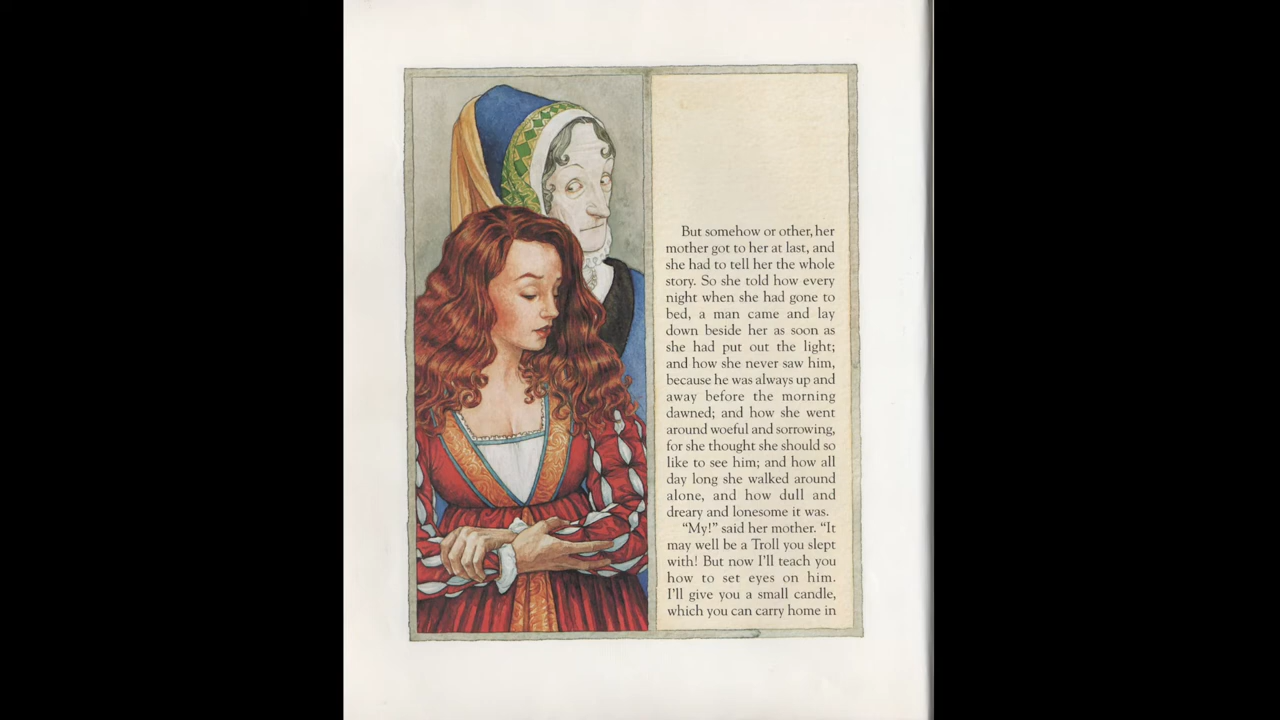 But somehow or other, her
mother got to her at last, and
she had to tell her the whole
story. So she told how every
night when she had gone to
bed, a man came and lay
down beside her as soon as
she had put out the light;
and how she never saw him,
because he was always up and
away before the morning
dawned; and how she went
around woeful and sorrowing,
for she thought she should so
like to see him; and how all
day long she walked around
alone, and how dull and
dreary and lonesome it was.
“My!” said her mother. “It
may well be a Troll you slept
with! But now I’ll teach you
how to set eyes on him.
I’ll give you a small candle,
which you can carry home in